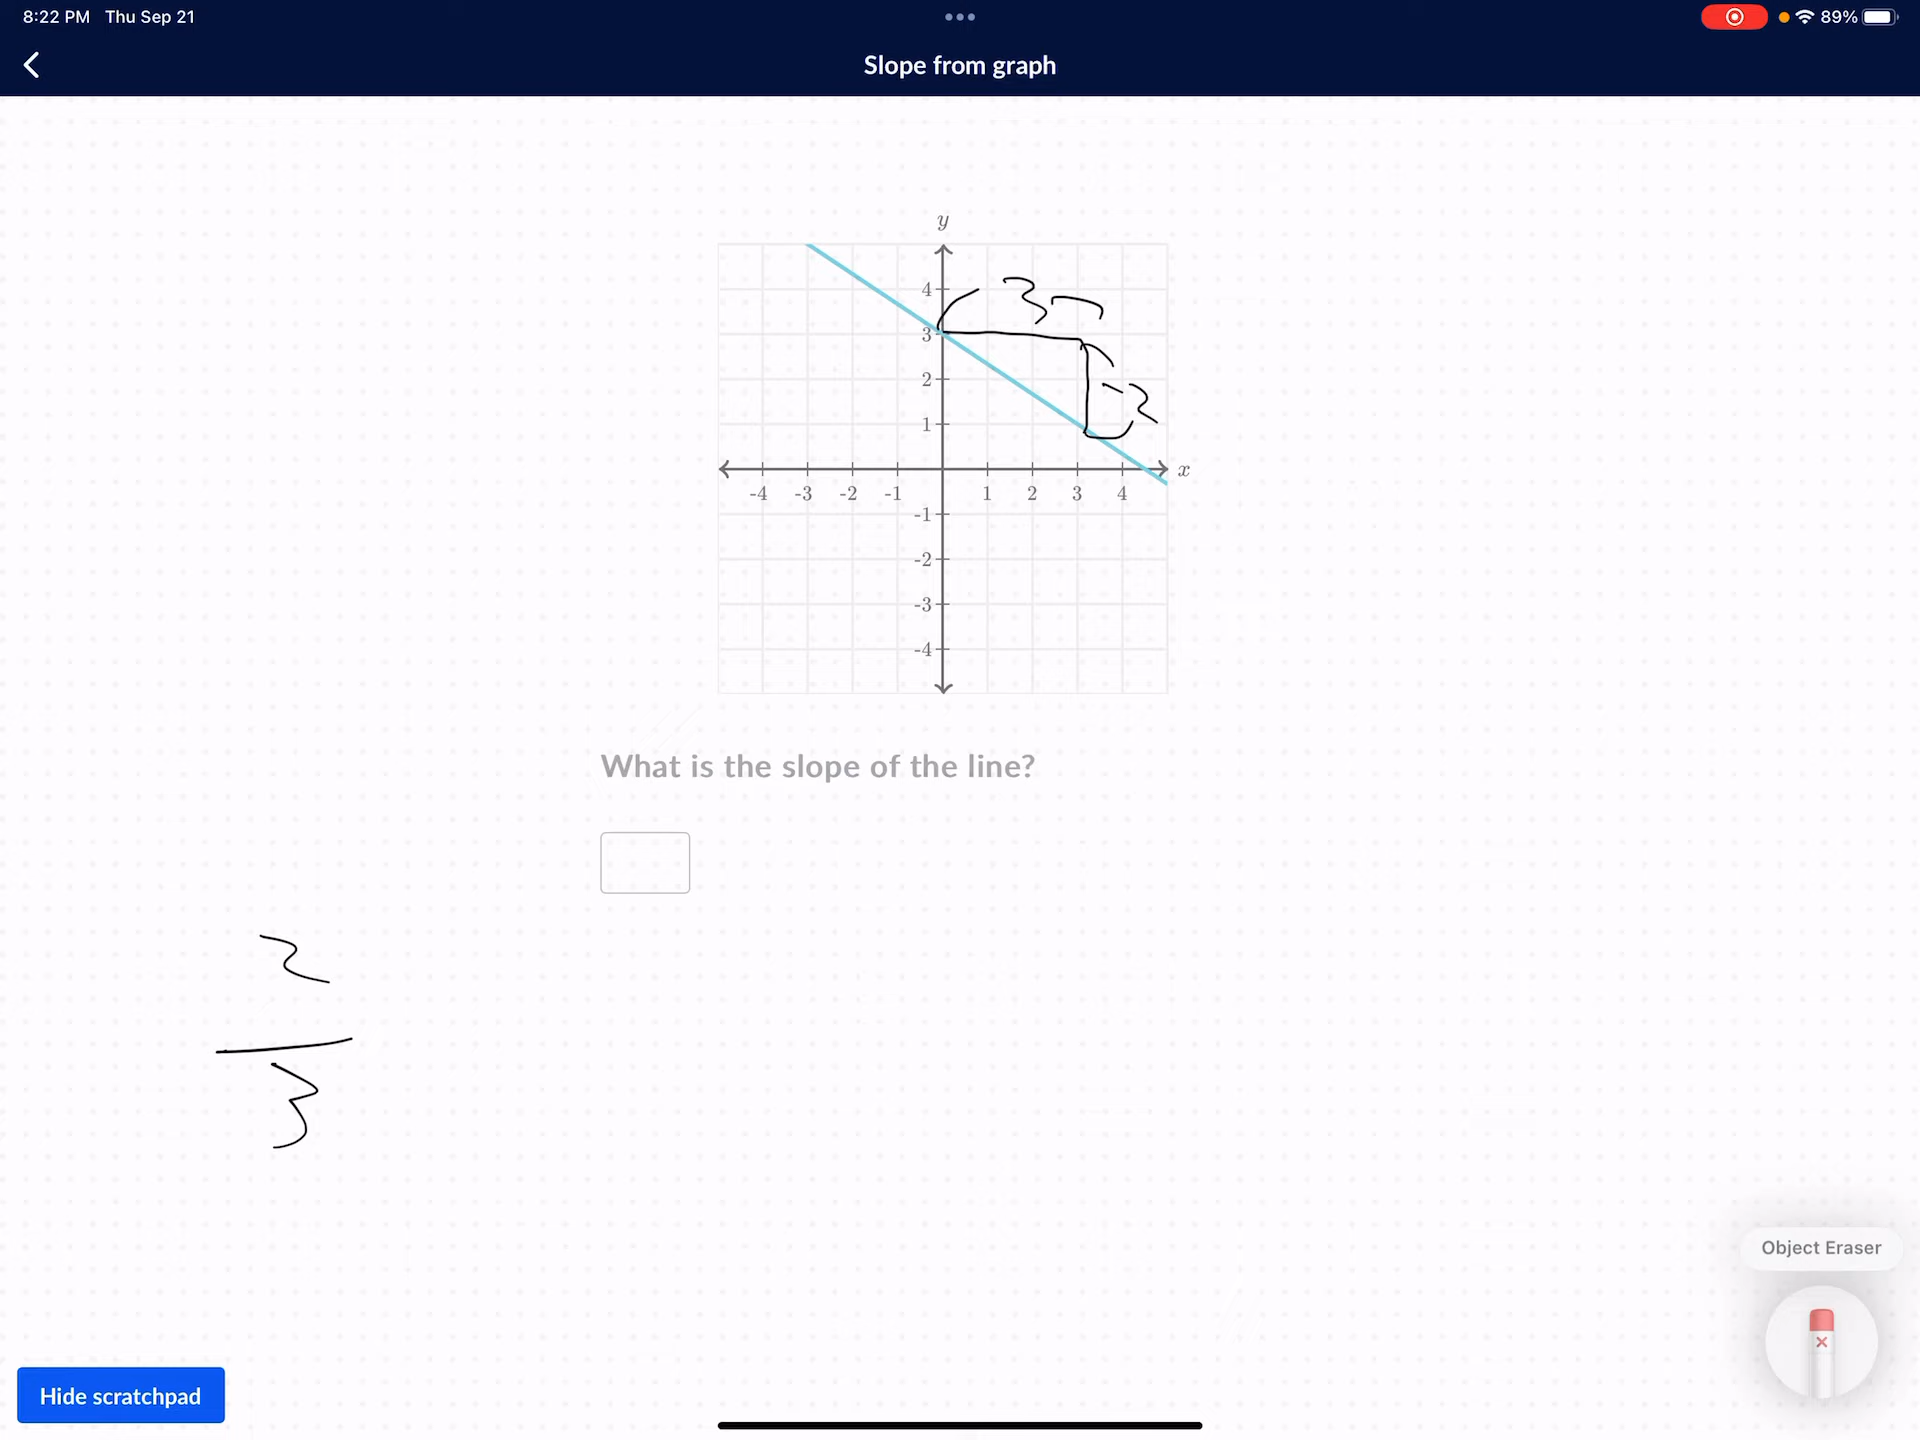 8:22 PM Thu Sep 21
89%
Slope from graph
y
4
3
2
1
x
-4 -3 -2 -1 1 2 3 4
-1
-2
-3
-4
3
-2
What is the slope of the line?
2
3
Object Eraser
Hide scratchpad